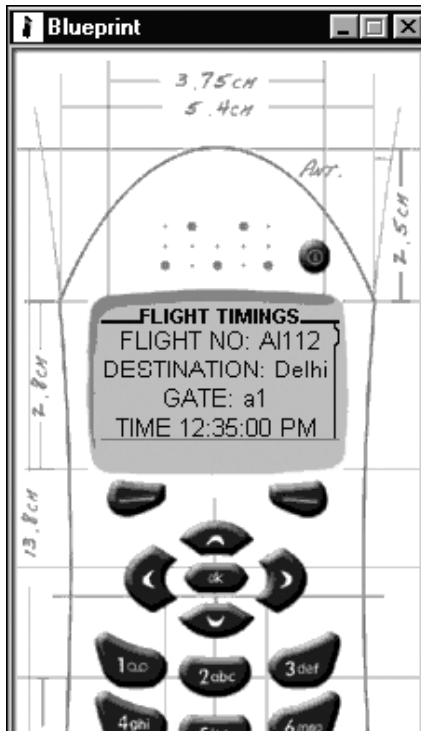 Blueprint
3.75CM
5.4CM
ANT.
2.5CM
FLIGHT TIMINGS
FLIGHT NO: AI112
DESTINATION: Delhi
GATE: a1
TIME 12:35:00 PM
2.8CM
13.8CM
ok
1
2abc
3def
4ghi
6mno